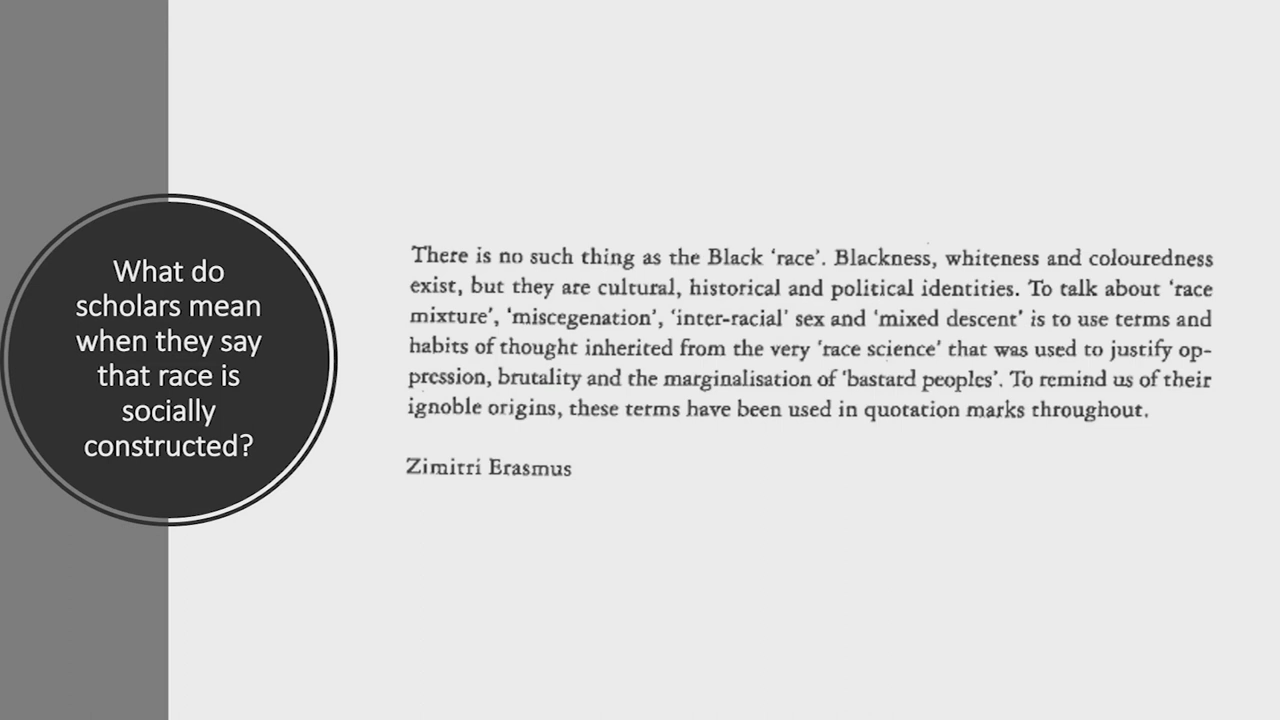 What do
scholars mean
when they say
that race is
socially
constructed?
There is no such thing as the Black ‘race’. Blackness, whiteness and colouredness
exist, but they are cultural, historical and political identities. To talk about ‘race
mixture’, ‘miscegenation’, ‘inter-racial’ sex and ‘mixed descent’ is to use terms and
habits of thought inherited from the very ‘race science’ that was used to justify op-
pression, brutality and the marginalisation of ‘bastard peoples’. To remind us of their
ignoble origins, these terms have been used in quotation marks throughout.
Zimitri Erasmus